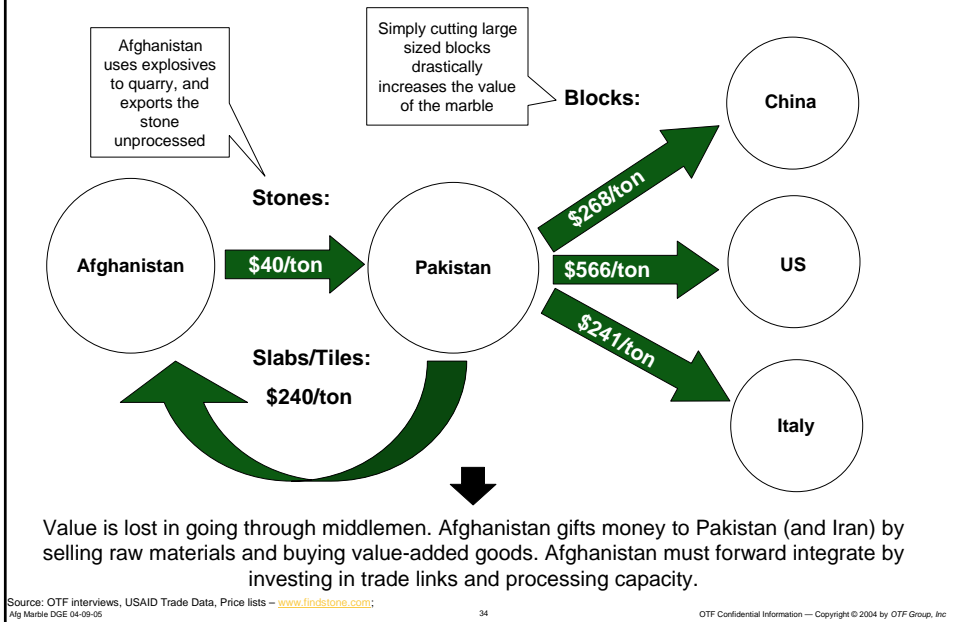 Afghanistan
uses explosives
to quarry, and
exports the
stone
unprocessed
Simply cutting large
sized blocks
drastically
increases the value
of the marble
Blocks:
China
Stones:
$268/ton
Afghanistan
$40/ton
Pakistan
$566/ton
US
$241/ton
Slabs/Tiles:
$240/ton
Italy
Value is lost in going through middlemen. Afghanistan gifts money to Pakistan (and Iran) by
selling raw materials and buying value-added goods. Afghanistan must forward integrate by
investing in trade links and processing capacity.
Source: OTF interviews, USAID Trade Data, Price lists – www.findstone.com;
Afg Marble DGE 04-09-05
34
OTF Confidential Information — Copyright © 2004 by OTF Group, Inc